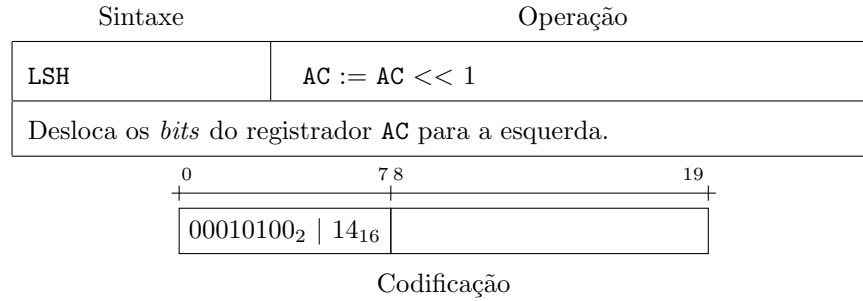 Sintaxe Operação
LSH AC := AC << 1
Desloca os bits do registrador AC para a esquerda.
0 7 8 19
00010100₂ | 14₁₆
Codificação